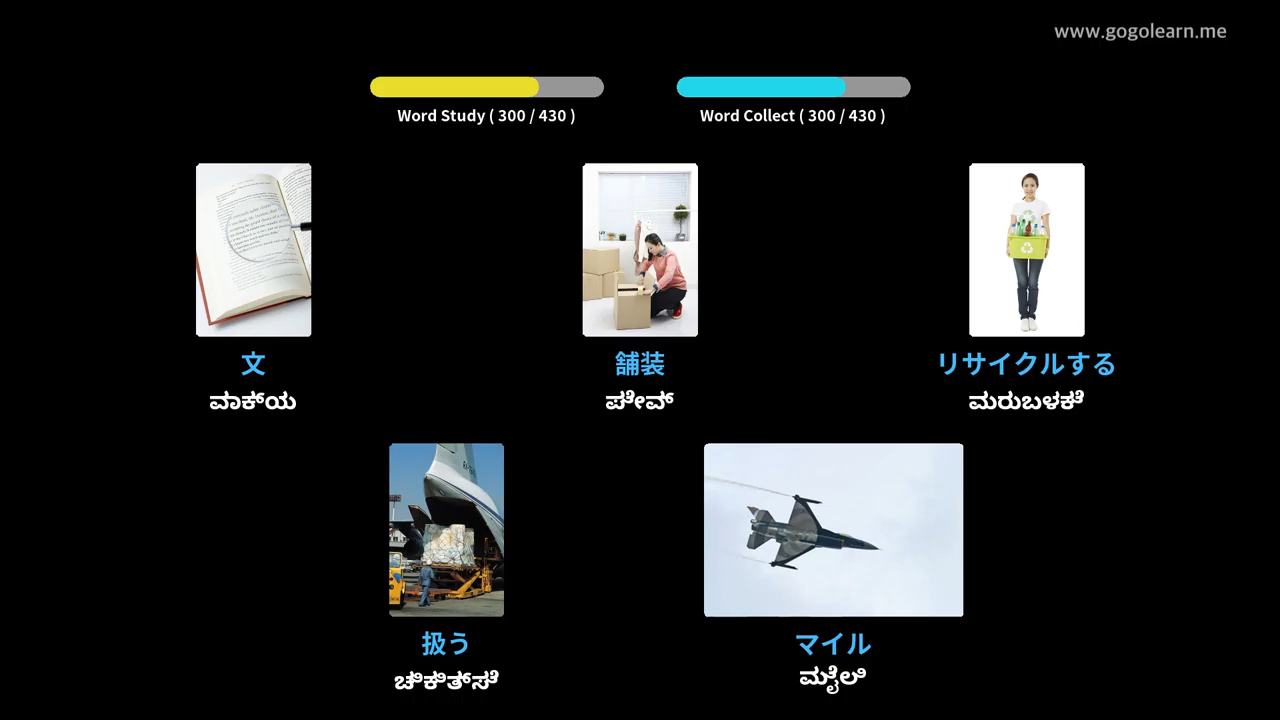 www.gogolearn.me
Word Study ( 300 / 430 )
Word Collect ( 300 / 430 )
文
舗装
リサイクルする
ವಾಕ್ಯ
ಪೇವ್
ಮರುಬಳಕೆ
扱う
マイル
ಚಿಕಿತ್ಸೆ
ಮೈಲಿ